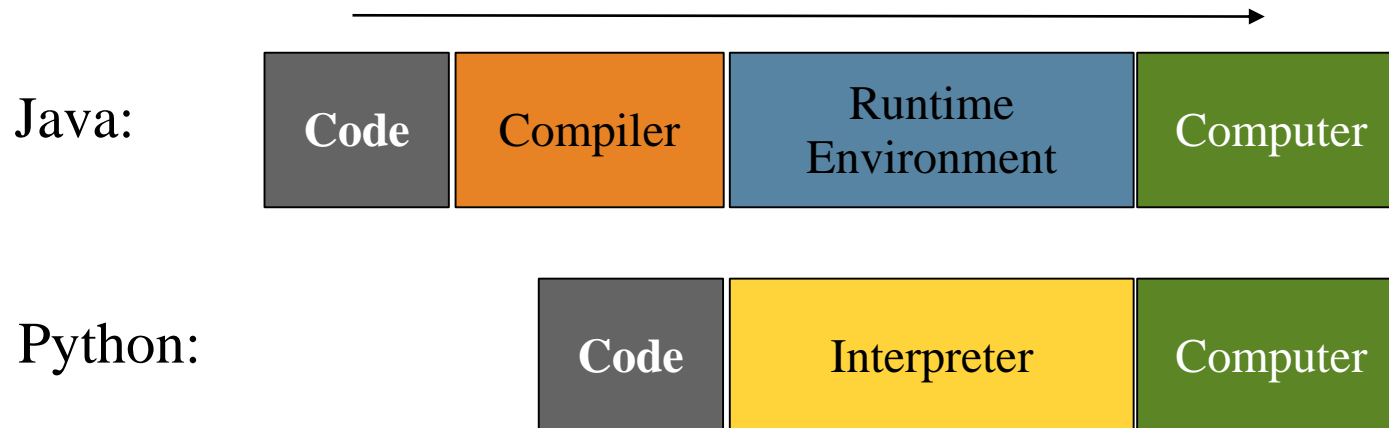 Java:
Code
Compiler
Runtime
Environment
Computer
Python:
Code
Interpreter
Computer